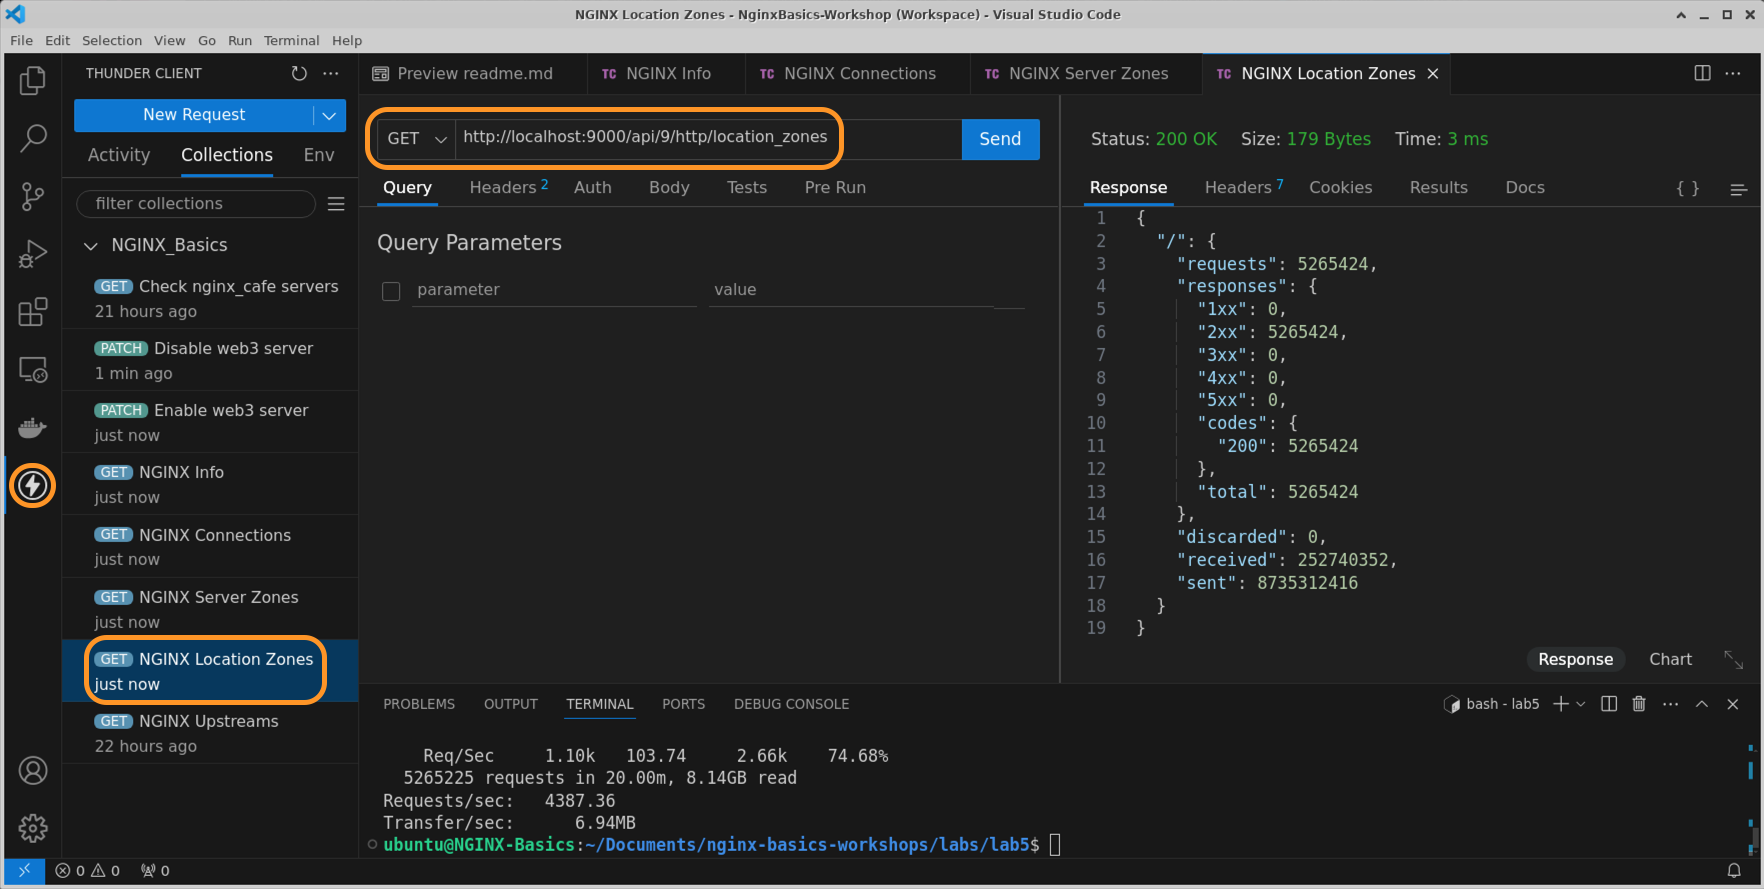 NGINX Location Zones - NginxBasics-Workshop (Workspace) - Visual Studio Code
File Edit Selection View Go Run Terminal Help
THUNDER CLIENT
New Request
Activity Collections Env
filter collections
NGINX_Basics
GET Check nginx_cafe servers
21 hours ago
PATCH Disable web3 server
1 min ago
PATCH Enable web3 server
just now
GET NGINX Info
just now
GET NGINX Connections
just now
GET NGINX Server Zones
just now
GET NGINX Location Zones
just now
GET NGINX Upstreams
22 hours ago
Preview readme.md TC NGINX Info TC NGINX Connections TC NGINX Server Zones TC NGINX Location Zones
GET http://localhost:9000/api/9/http/location_zones Send
Query Headers 2 Auth Body Tests Pre Run
Query Parameters
parameter value
Status: 200 OK Size: 179 Bytes Time: 3 ms
Response Headers 7 Cookies Results Docs { }
1 {
2 "/": {
3 "requests": 5265424,
4 "responses": {
5 "1xx": 0,
6 "2xx": 5265424,
7 "3xx": 0,
8 "4xx": 0,
9 "5xx": 0,
10 "codes": {
11 "200": 5265424
12 },
13 "total": 5265424
14 },
15 "discarded": 0,
16 "received": 252740352,
17 "sent": 8735312416
18 }
19 }
Response Chart
PROBLEMS OUTPUT TERMINAL PORTS DEBUG CONSOLE
bash - lab5
Req/Sec 1.10k 103.74 2.66k 74.68%
5265225 requests in 20.00m, 8.14GB read
Requests/sec: 4387.36
Transfer/sec: 6.94MB
ubuntu@NGINX-Basics:~/Documents/nginx-basics-workshops/labs/lab5$
0 0 0